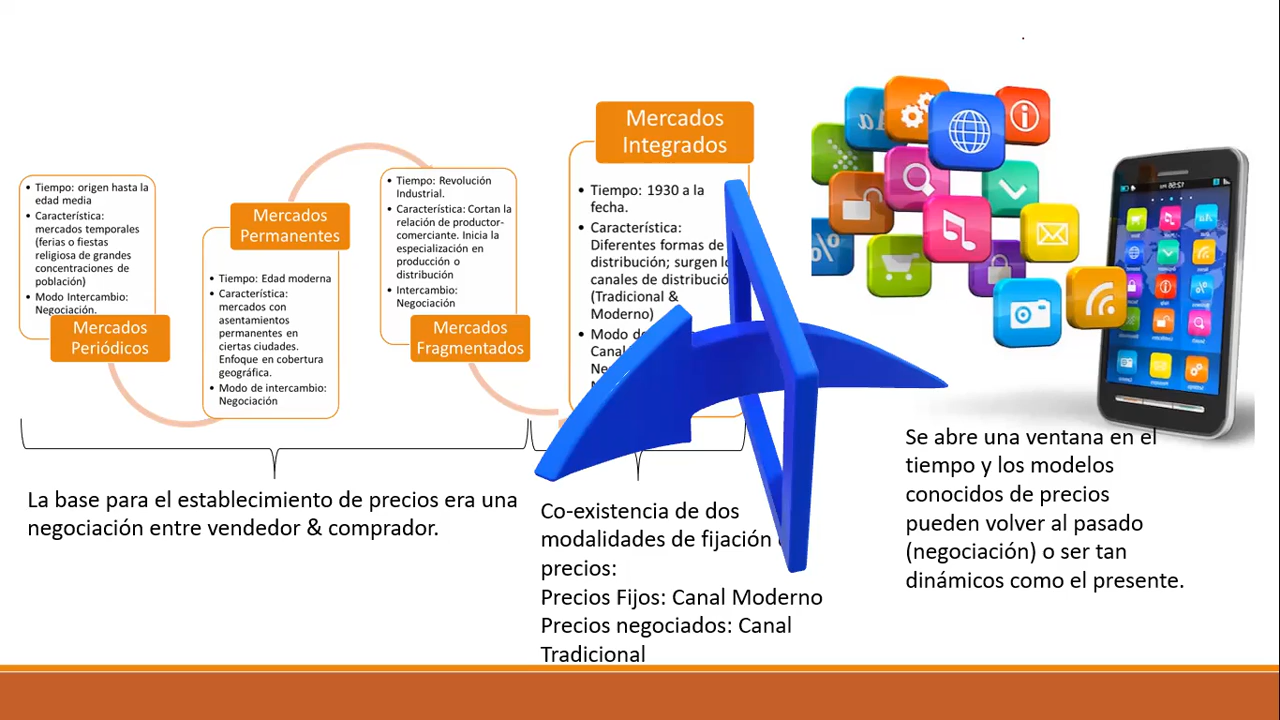 • Tiempo: origen hasta la
edad media
• Característica:
mercados temporales
(ferias o fiestas
religiosa de grandes
concentraciones de
población)
• Modo Intercambio:
Negociación.
Mercados
Periódicos
Mercados
Permanentes
• Tiempo: Edad moderna
• Característica:
mercados con
asentamientos
permanentes en
ciertas ciudades.
Enfoque en cobertura
geográfica.
• Modo de intercambio:
Negociación
• Tiempo: Revolución
Industrial.
• Característica: Cortan la
relación de productor-
comerciante. Inicia la
especialización en
producción o
distribución
• Intercambio:
Negociación
Mercados
Fragmentados
Mercados
Integrados
• Tiempo: 1930 a la
fecha.
• Característica:
Diferentes formas de
distribución; surgen
canales de
(Tradicional &
Moderno)
• Modo
La base para el establecimiento de precios era una
negociación entre vendedor & comprador.
Co-existencia de dos
modalidades de fijación
precios:
Precios Fijos: Canal Moderno
Precios negociados: Canal
Tradicional
12:56 PM
Se abre una ventana en el
tiempo y los modelos
conocidos de precios
pueden volver al pasado
(negociación) o ser tan
dinámicos como el presente.